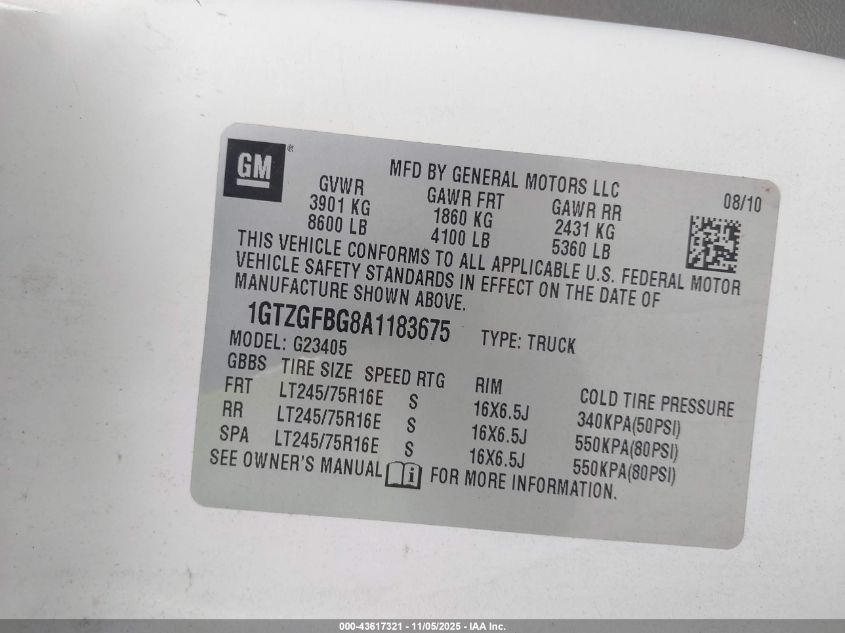 GM®
MFD BY GENERAL MOTORS LLC
08/10
GVWR GAWR FRT GAWR RR
3901 KG 1860 KG 2431 KG
8600 LB 4100 LB 5360 LB
THIS VEHICLE CONFORMS TO ALL APPLICABLE U.S. FEDERAL MOTOR
VEHICLE SAFETY STANDARDS IN EFFECT ON THE DATE OF
MANUFACTURE SHOWN ABOVE.
1GTZGFBG8A1183675 TYPE: TRUCK
MODEL: G23405
GBBS TIRE SIZE SPEED RTG RIM COLD TIRE PRESSURE
FRT LT245/75R16E S 16X6.5J 340KPA(50PSI)
RR LT245/75R16E S 16X6.5J 550KPA(80PSI)
SPA LT245/75R16E S 16X6.5J 550KPA(80PSI)
SEE OWNER'S MANUAL i FOR MORE INFORMATION.
000-43617321 - 11/05/2025 - IAA Inc.